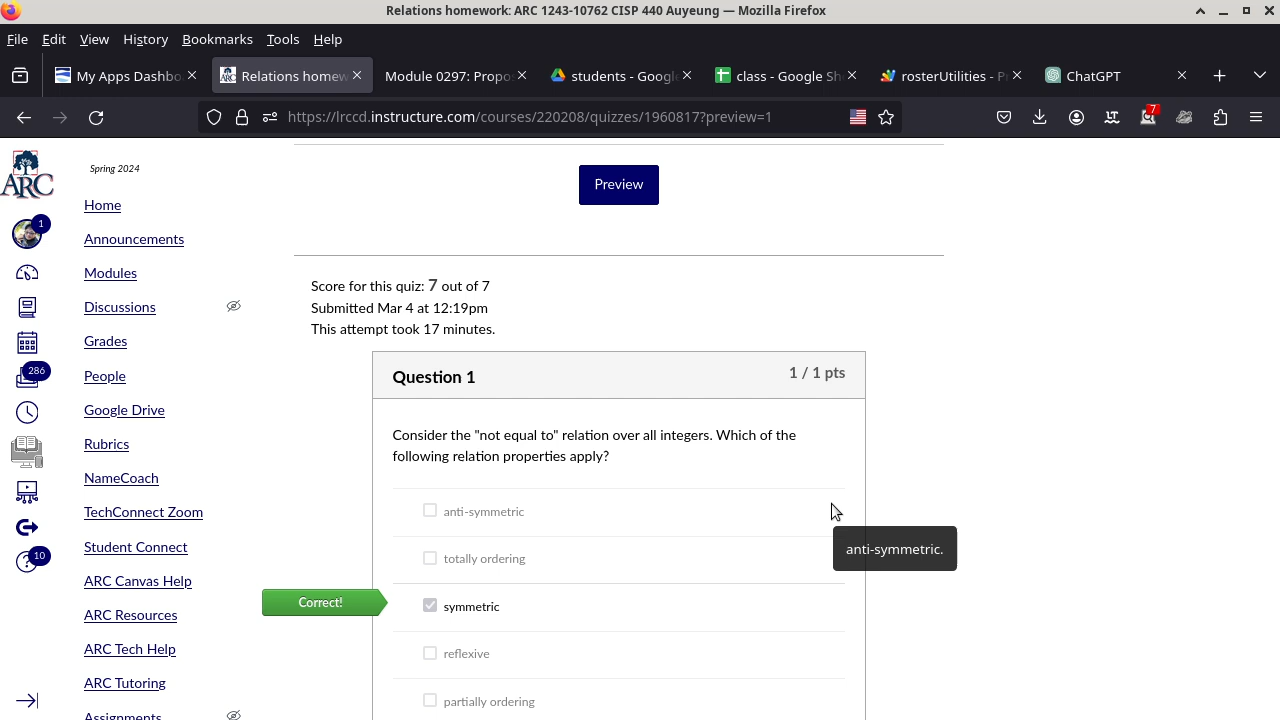 Relations homework: ARC 1243-10762 CISP 440 Auyeung — Mozilla Firefox
File Edit View History Bookmarks Tools Help
My Apps Dashbo Relations homew Module 0297: Propo students - Google class - Google She rosterUtilities - Pr ChatGPT
https://lrccd.instructure.com/courses/220208/quizzes/1960817?preview=1
7
ARC
Spring 2024
Preview
Home
1
Announcements
Modules
Score for this quiz: 7 out of 7
Discussions
Submitted Mar 4 at 12:19pm
This attempt took 17 minutes.
Grades
People
286
Question 1
1 / 1 pts
Google Drive
Rubrics
Consider the "not equal to" relation over all integers. Which of the
following relation properties apply?
NameCoach
TechConnect Zoom
anti-symmetric
Student Connect
10
anti-symmetric.
totally ordering
ARC Canvas Help
Correct!
symmetric
ARC Resources
ARC Tech Help
reflexive
ARC Tutoring
partially ordering
Assignments